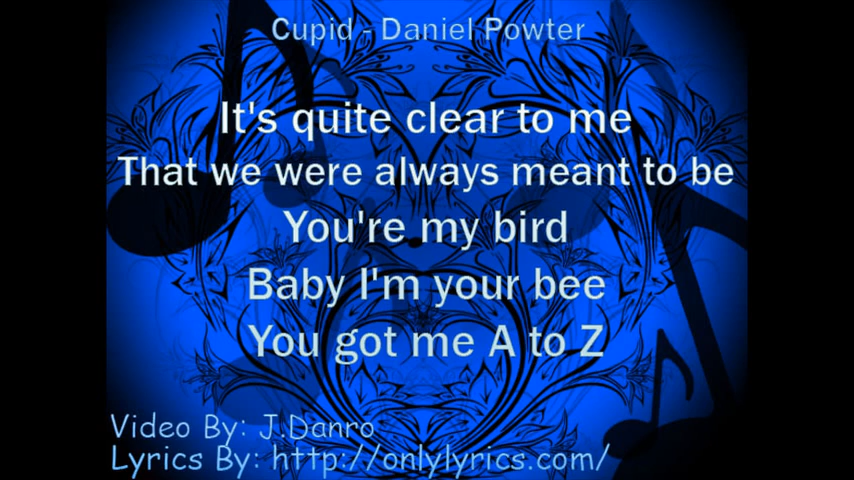 Cupid - Daniel Powter
It's quite clear to me
That we were always meant to be
You're my bird
Baby I'm your bee
You got me A to Z
Video By: J.Danro
Lyrics By: http://onlylyrics.com/